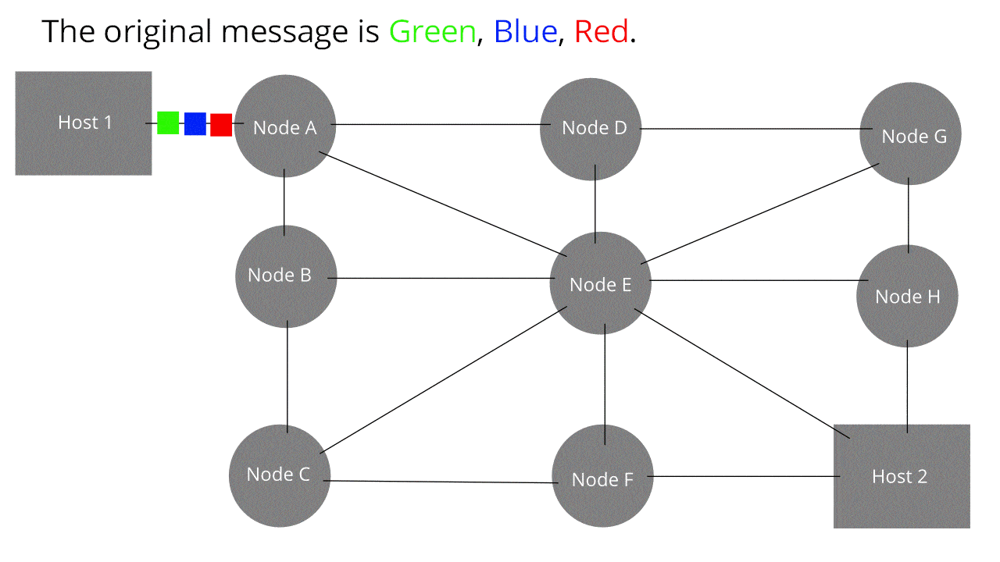 The original message is Green, Blue, Red.
Host 1
Node A
Node D
Node G
Node B
Node E
Node H
Node C
Node F
Host 2